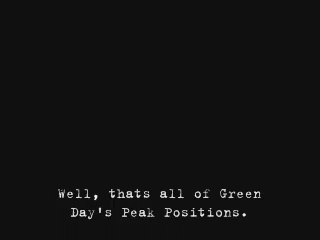 Well, thats all of Green
Day's Peak Positions.